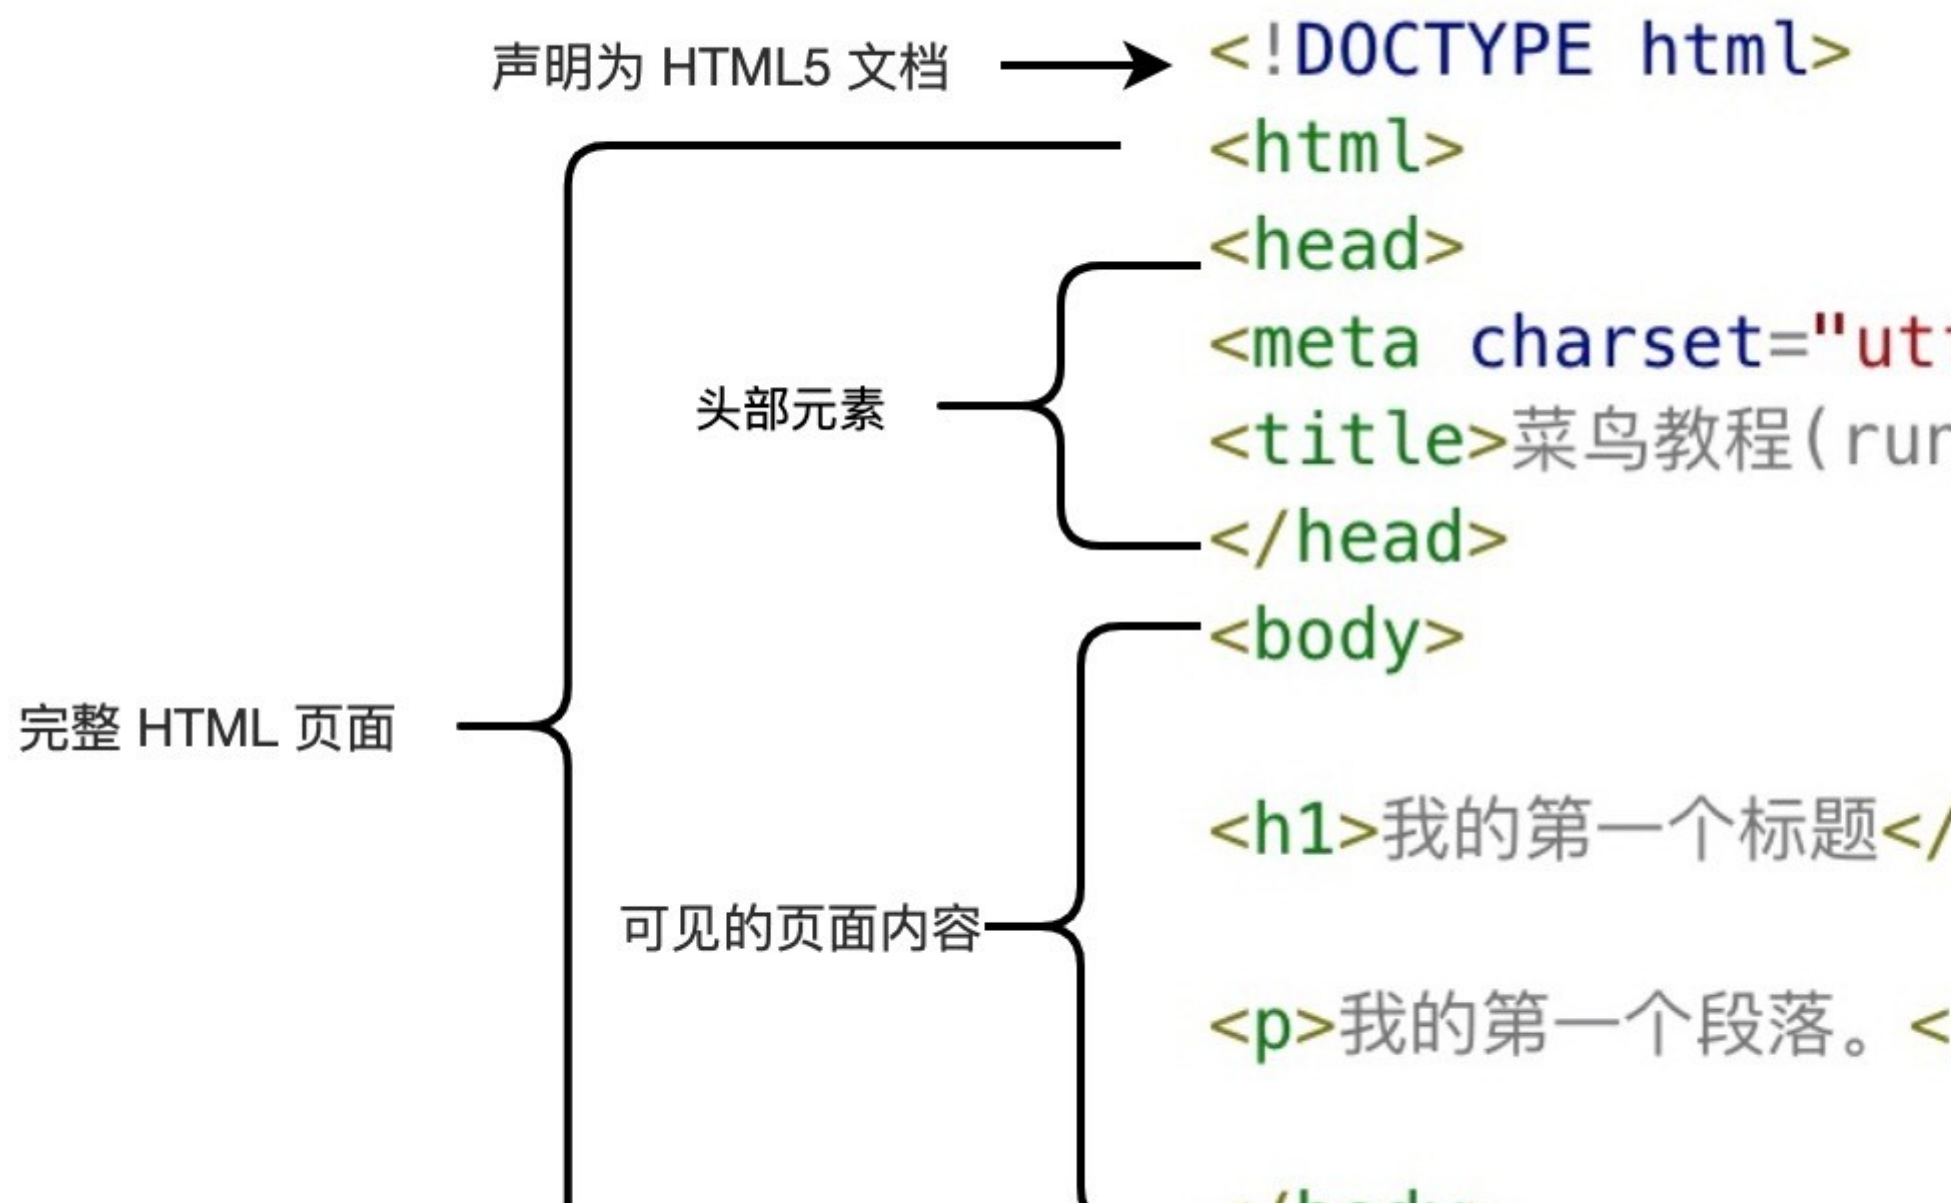 声明为 HTML5 文档
<!DOCTYPE html>
<html>
<head>
<meta charset="ut
头部元素
<title>菜鸟教程(run
</head>
<body>
完整 HTML 页面
<h1>我的第一个标题</
可见的页面内容
<p>我的第一个段落。<
</body>